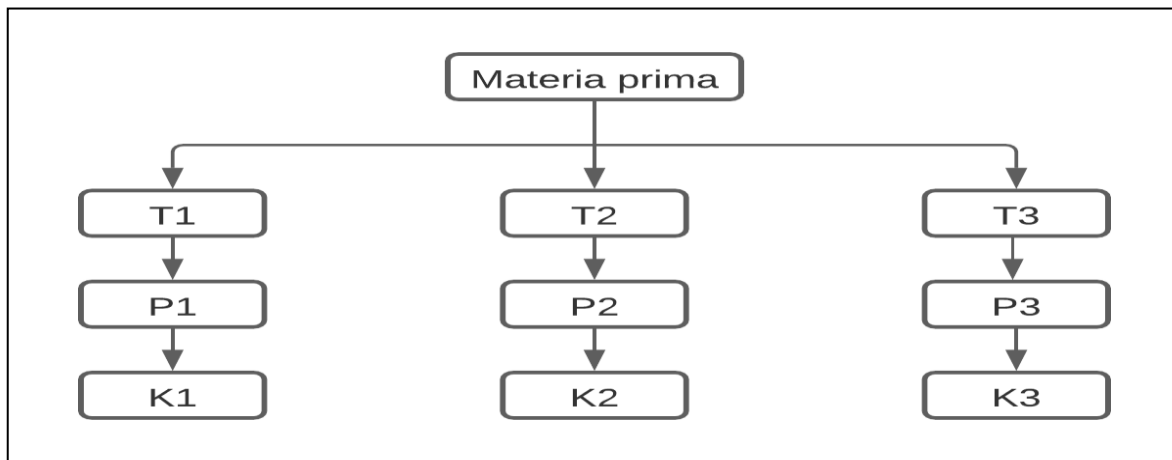 Materia prima
T1
T2
T3
P1
P2
P3
K1
K2
K3